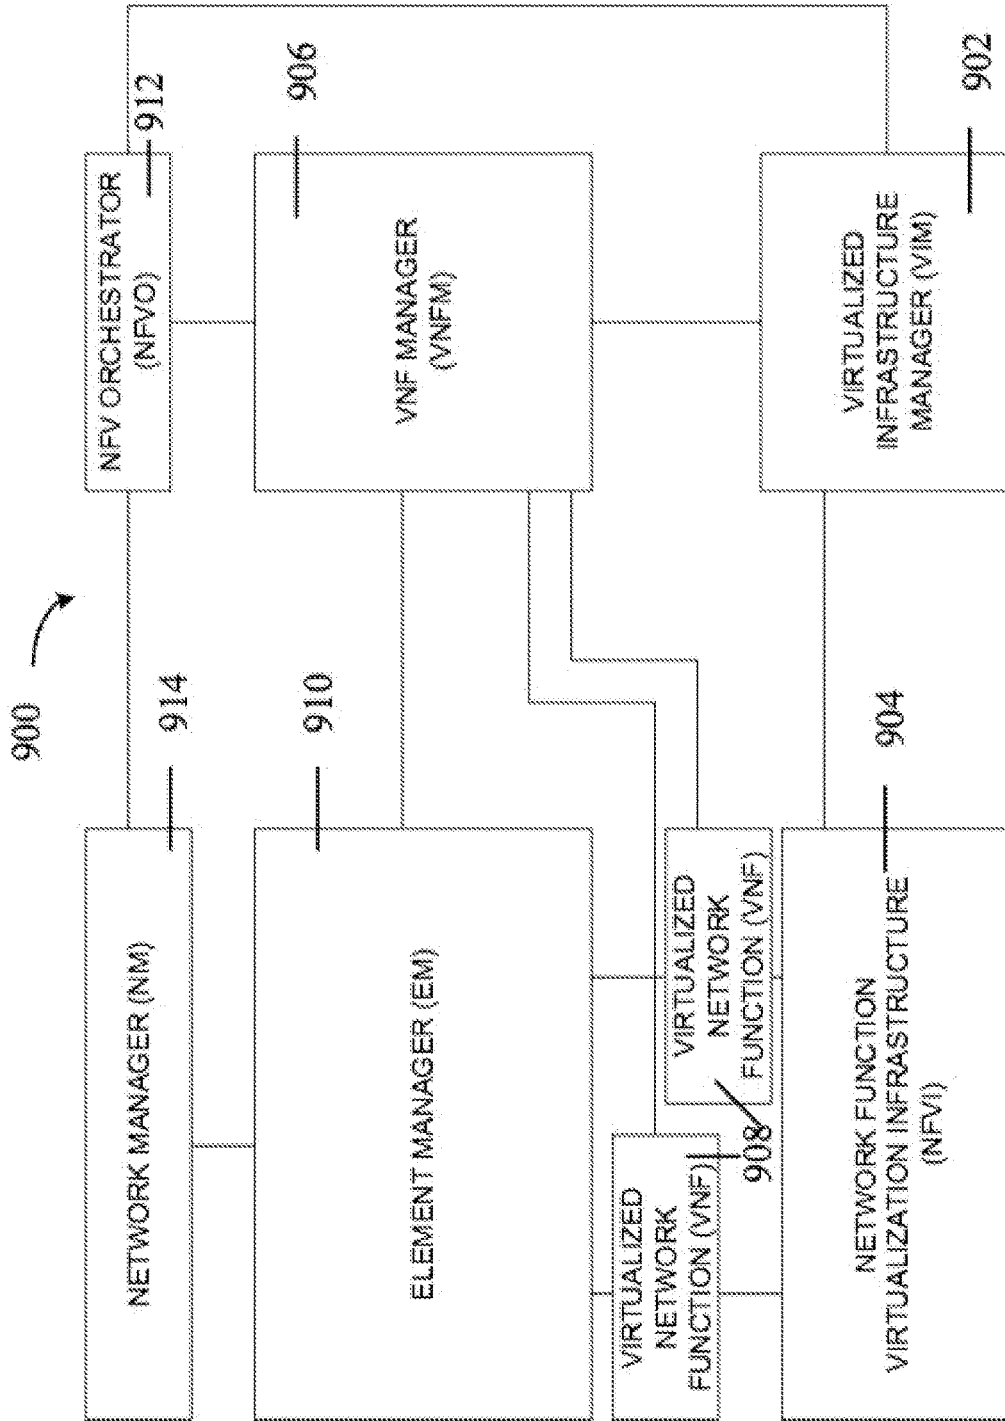 900
NETWORK MANAGER (NM)
914
NFV ORCHESTRATOR
(NFVO)
912
ELEMENT MANAGER (EM)
910
VNF MANAGER
(VNFM)
906
VIRTUALIZED
NETWORK
FUNCTION (VNF)
VIRTUALIZED
NETWORK
FUNCTION (VNF)
908
NETWORK FUNCTION
VIRTUALIZATION INFRASTRUCTURE
(NFVI)
904
VIRTUALIZED
INFRASTRUCTURE
MANAGER (VIM)
902